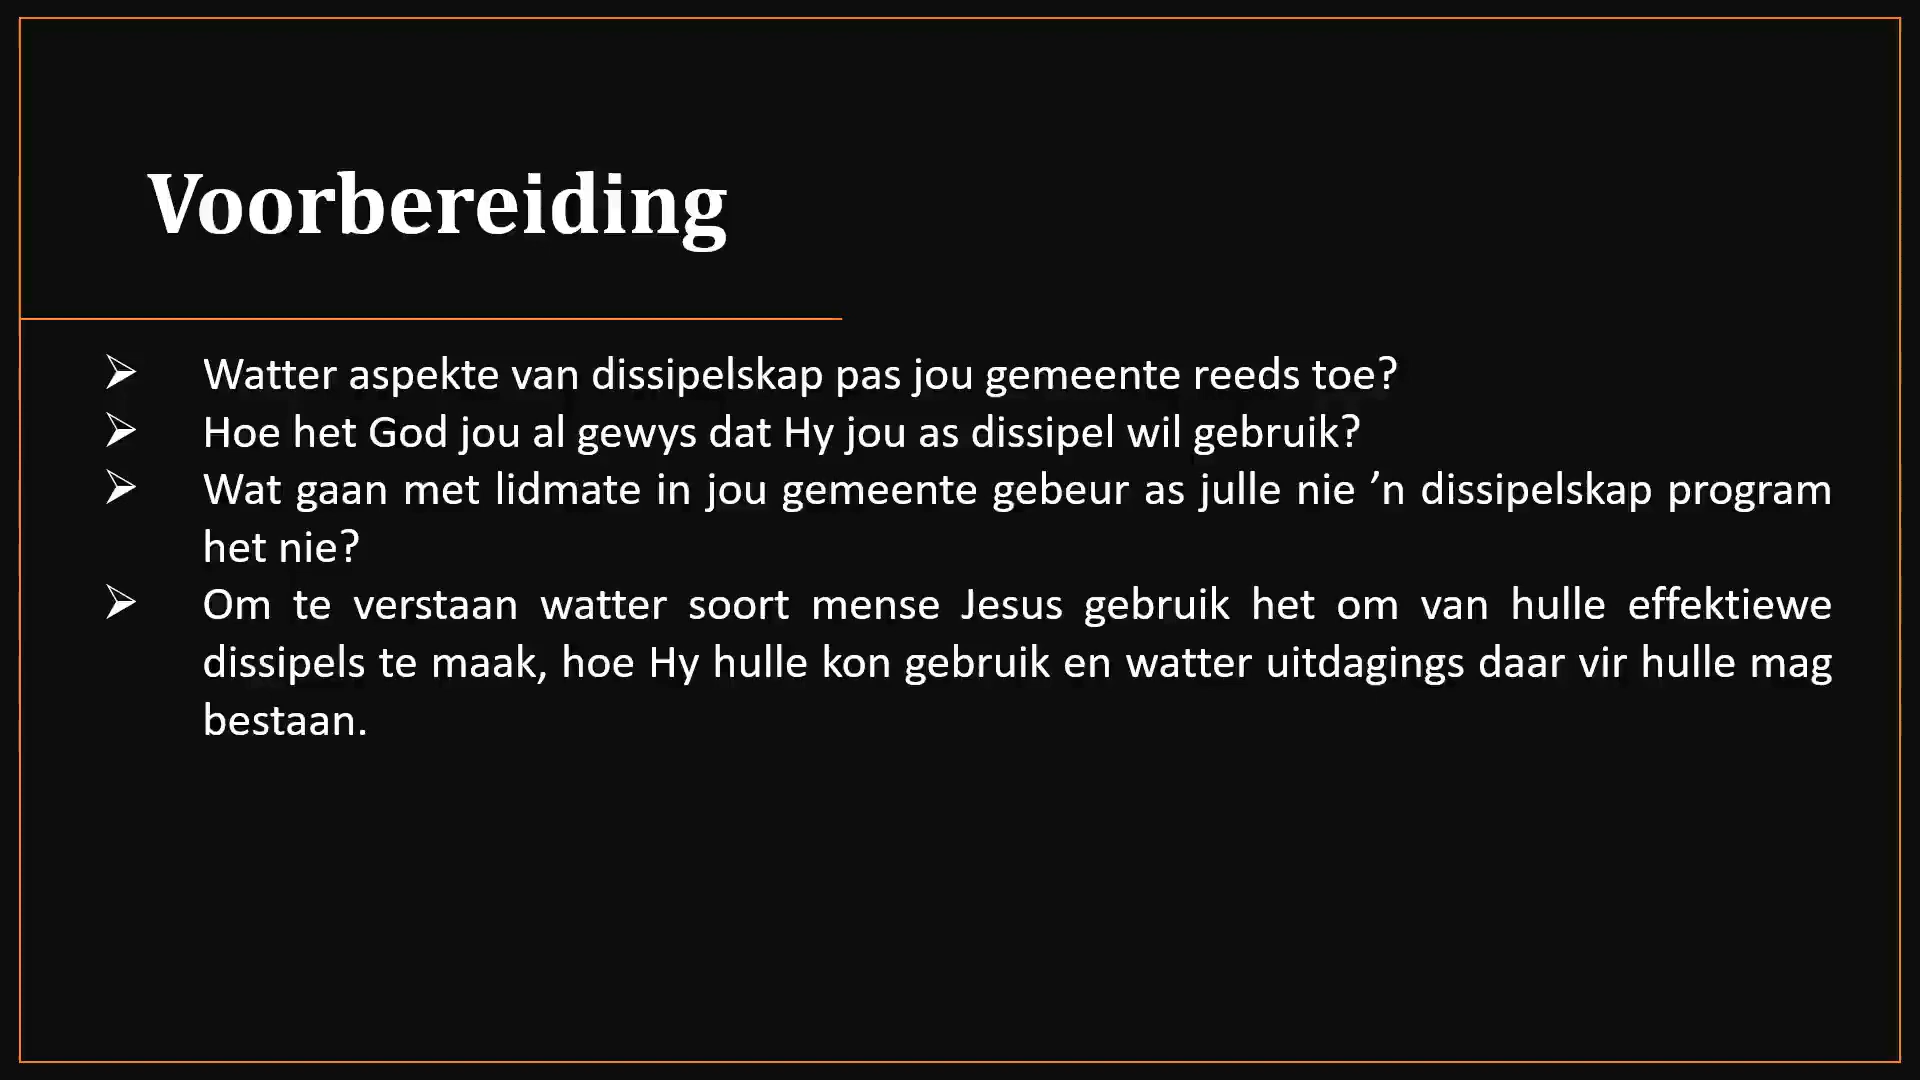 Voorbereiding
➢ Watter aspekte van dissipelskap pas jou gemeente reeds toe?
➢ Hoe het God jou al gewys dat Hy jou as dissipel wil gebruik?
➢ Wat gaan met lidmate in jou gemeente gebeur as julle nie ’n dissipelskap program
het nie?
➢ Om te verstaan watter soort mense Jesus gebruik het om van hulle effektiewe
dissipels te maak, hoe Hy hulle kon gebruik en watter uitdagings daar vir hulle mag
bestaan.